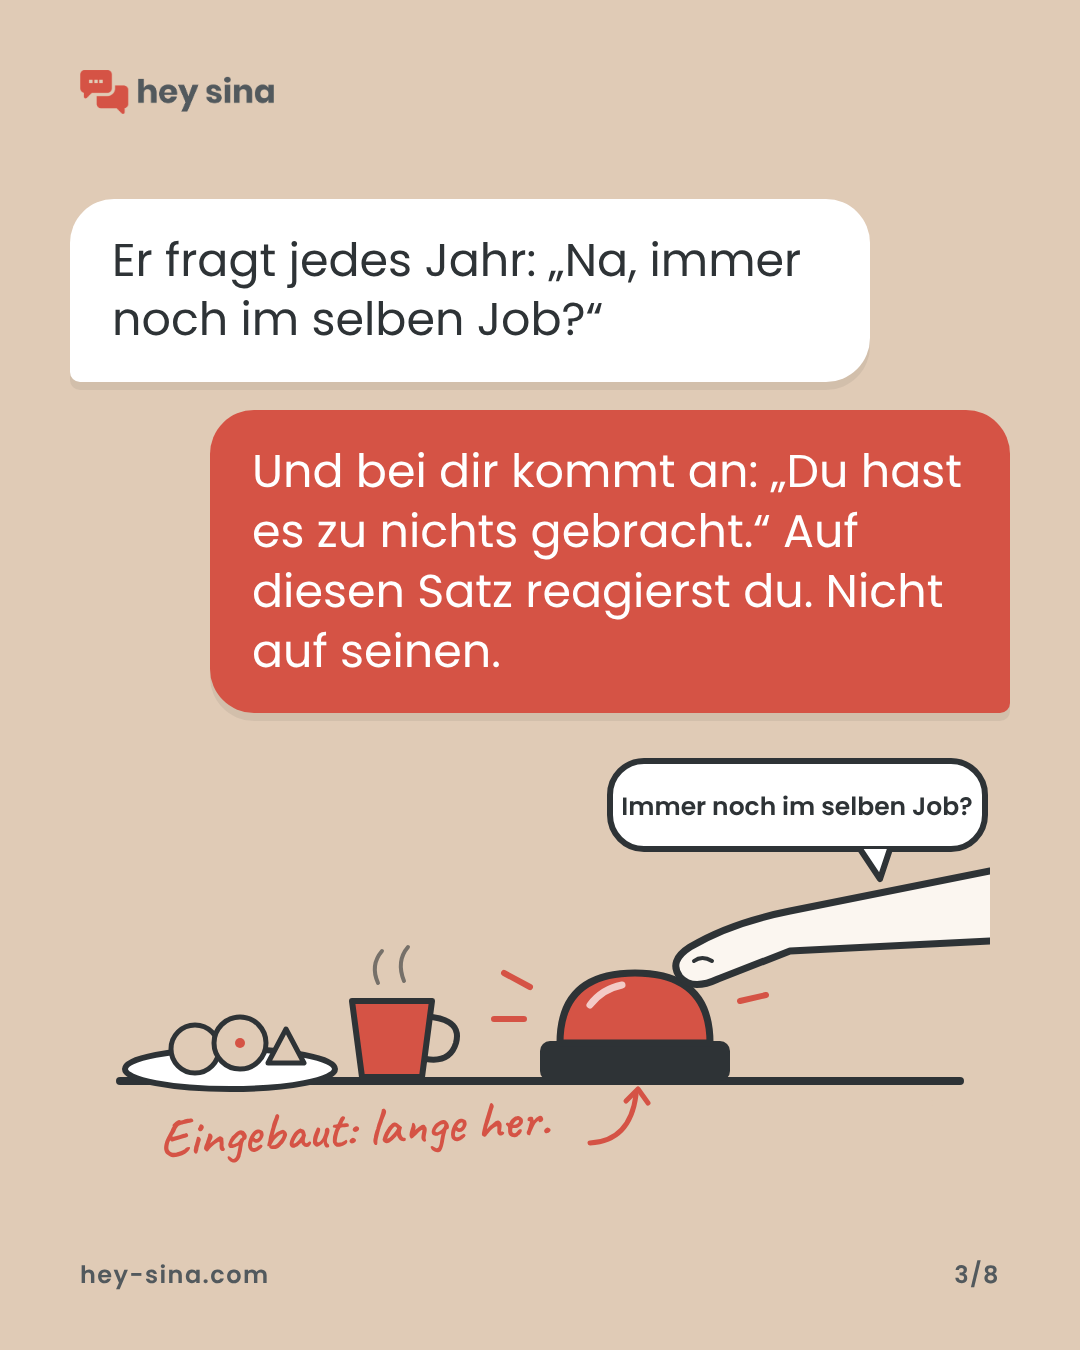 hey sina
Er fragt jedes Jahr: „Na, immer
noch im selben Job?“
Und bei dir kommt an: „Du hast
es zu nichts gebracht.“ Auf
diesen Satz reagierst du. Nicht
auf seinen.
Immer noch im selben Job?
Eingebaut: lange her.
hey-sina.com
3/8